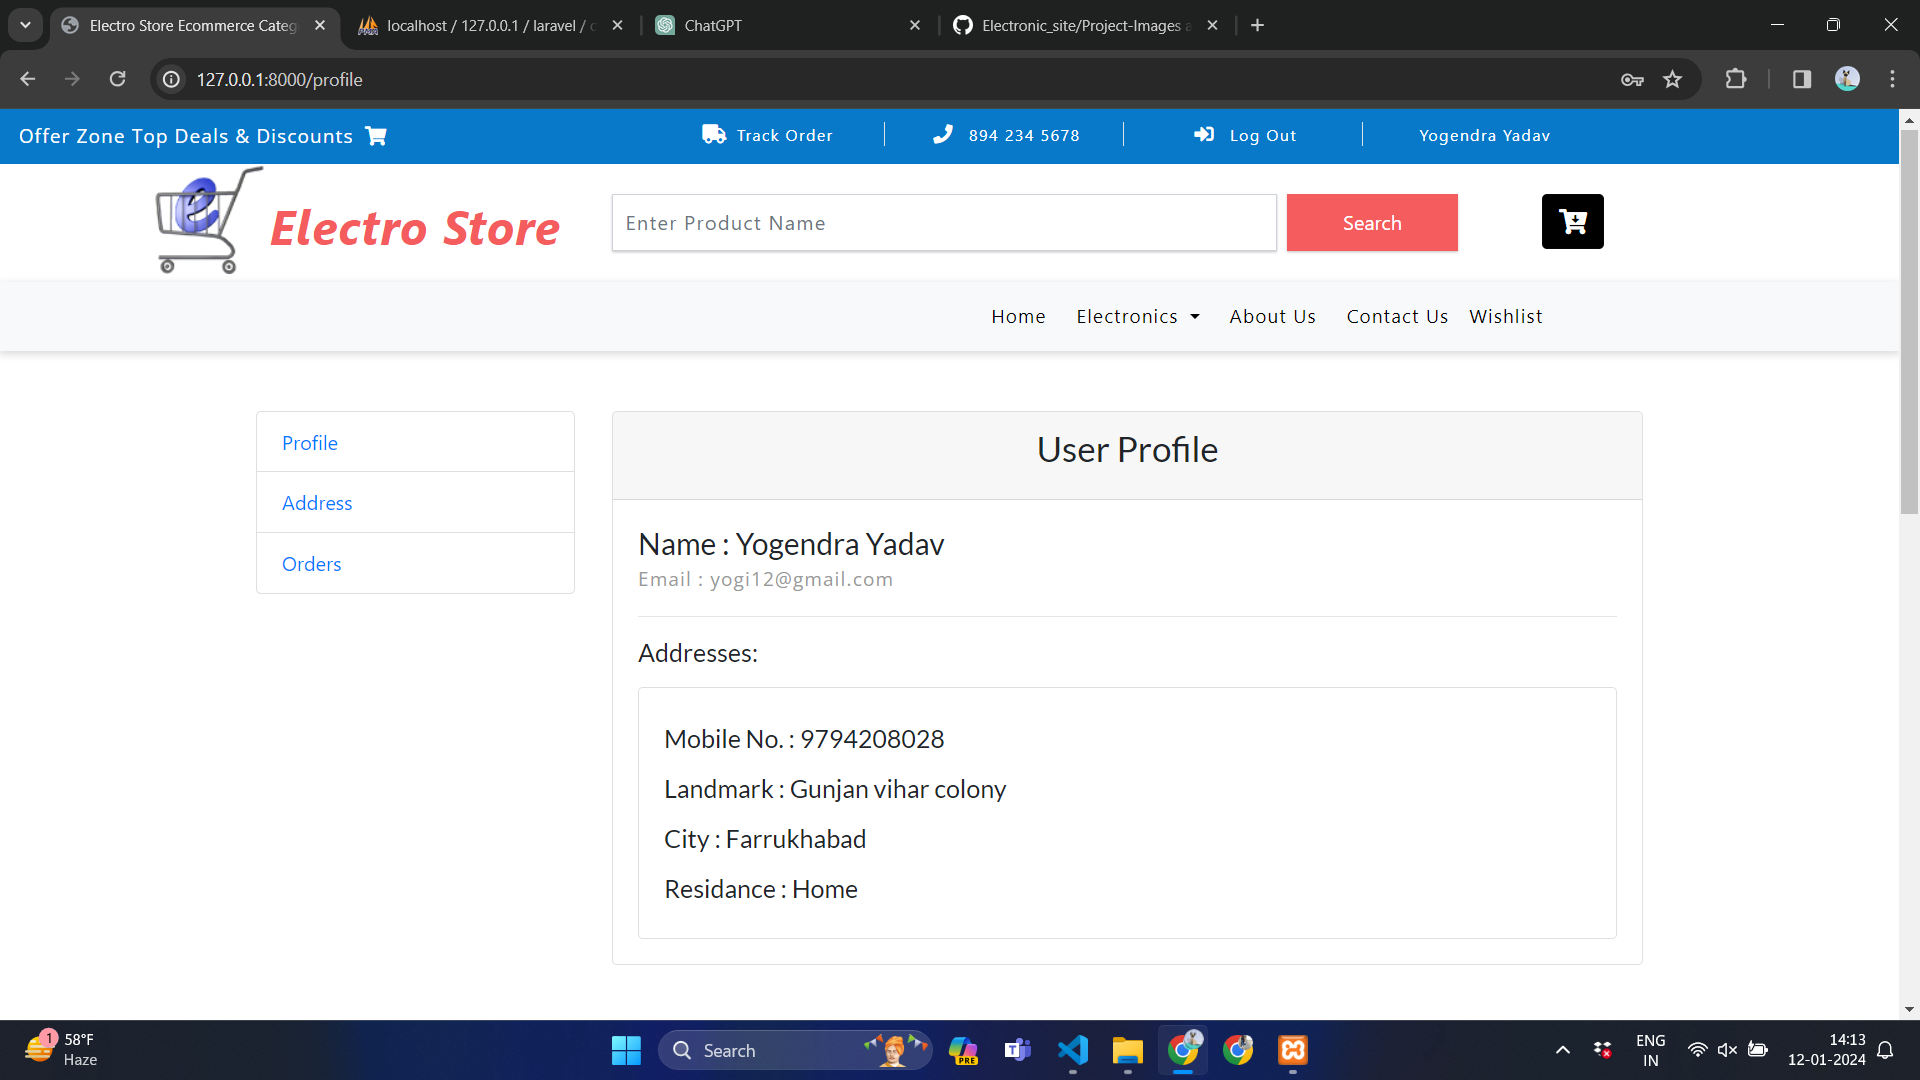 Electro Store Ecommerce Categ
localhost / 127.0.0.1 / laravel / c
ChatGPT
Electronic_site/Project-Images a
127.0.0.1:8000/profile
Offer Zone Top Deals & Discounts
Track Order
894 234 5678
Log Out
Yogendra Yadav
e
Electro Store
Enter Product Name
Search
Home
Electronics
About Us
Contact Us
Wishlist
Profile
Address
Orders
User Profile
Name : Yogendra Yadav
Email : yogi12@gmail.com
Addresses:
Mobile No. : 9794208028
Landmark : Gunjan vihar colony
City : Farrukhabad
Residance : Home
1
58°F
Haze
Search
PRE
ENG
IN
14:13
12-01-2024